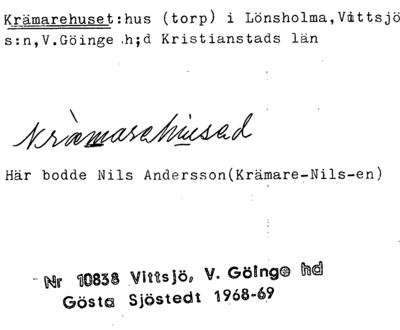 Krämarehuset:hus (torp) i Lönsholma,Vittsjö
s:n,V.Göinge h;d Kristianstads län
kràmarehused
Här bodde Nils Andersson(Krämare-Nils-en)
Nr 10838 Vittsjö, V. Göinge hd
Gösta Sjöstedt 1968-69